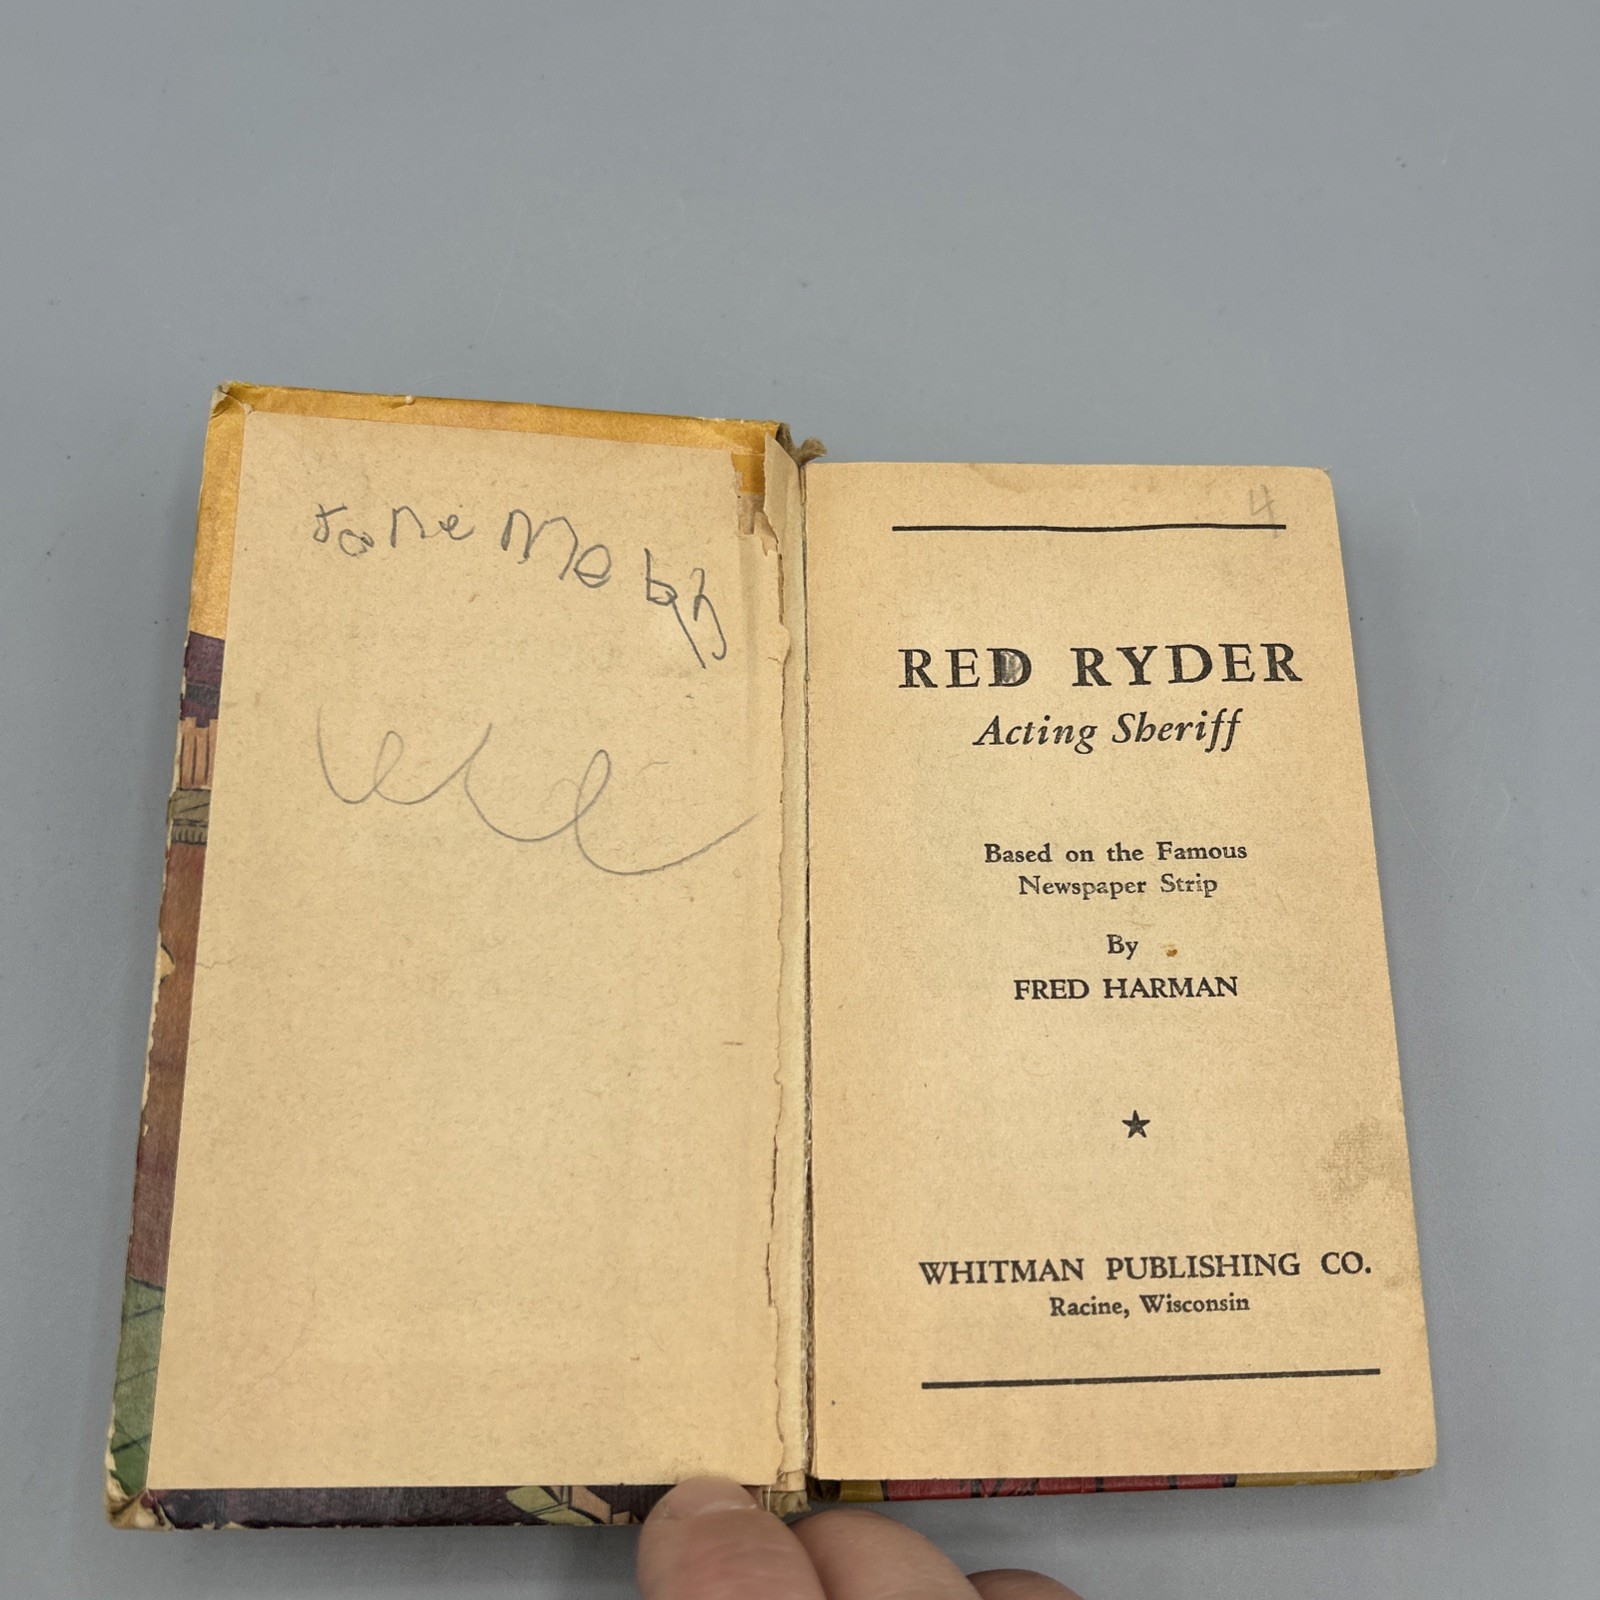 4
RED RYDER
Acting Sheriff
Based on the Famous
Newspaper Strip
By
FRED HARMAN
WHITMAN PUBLISHING CO.
Racine, Wisconsin